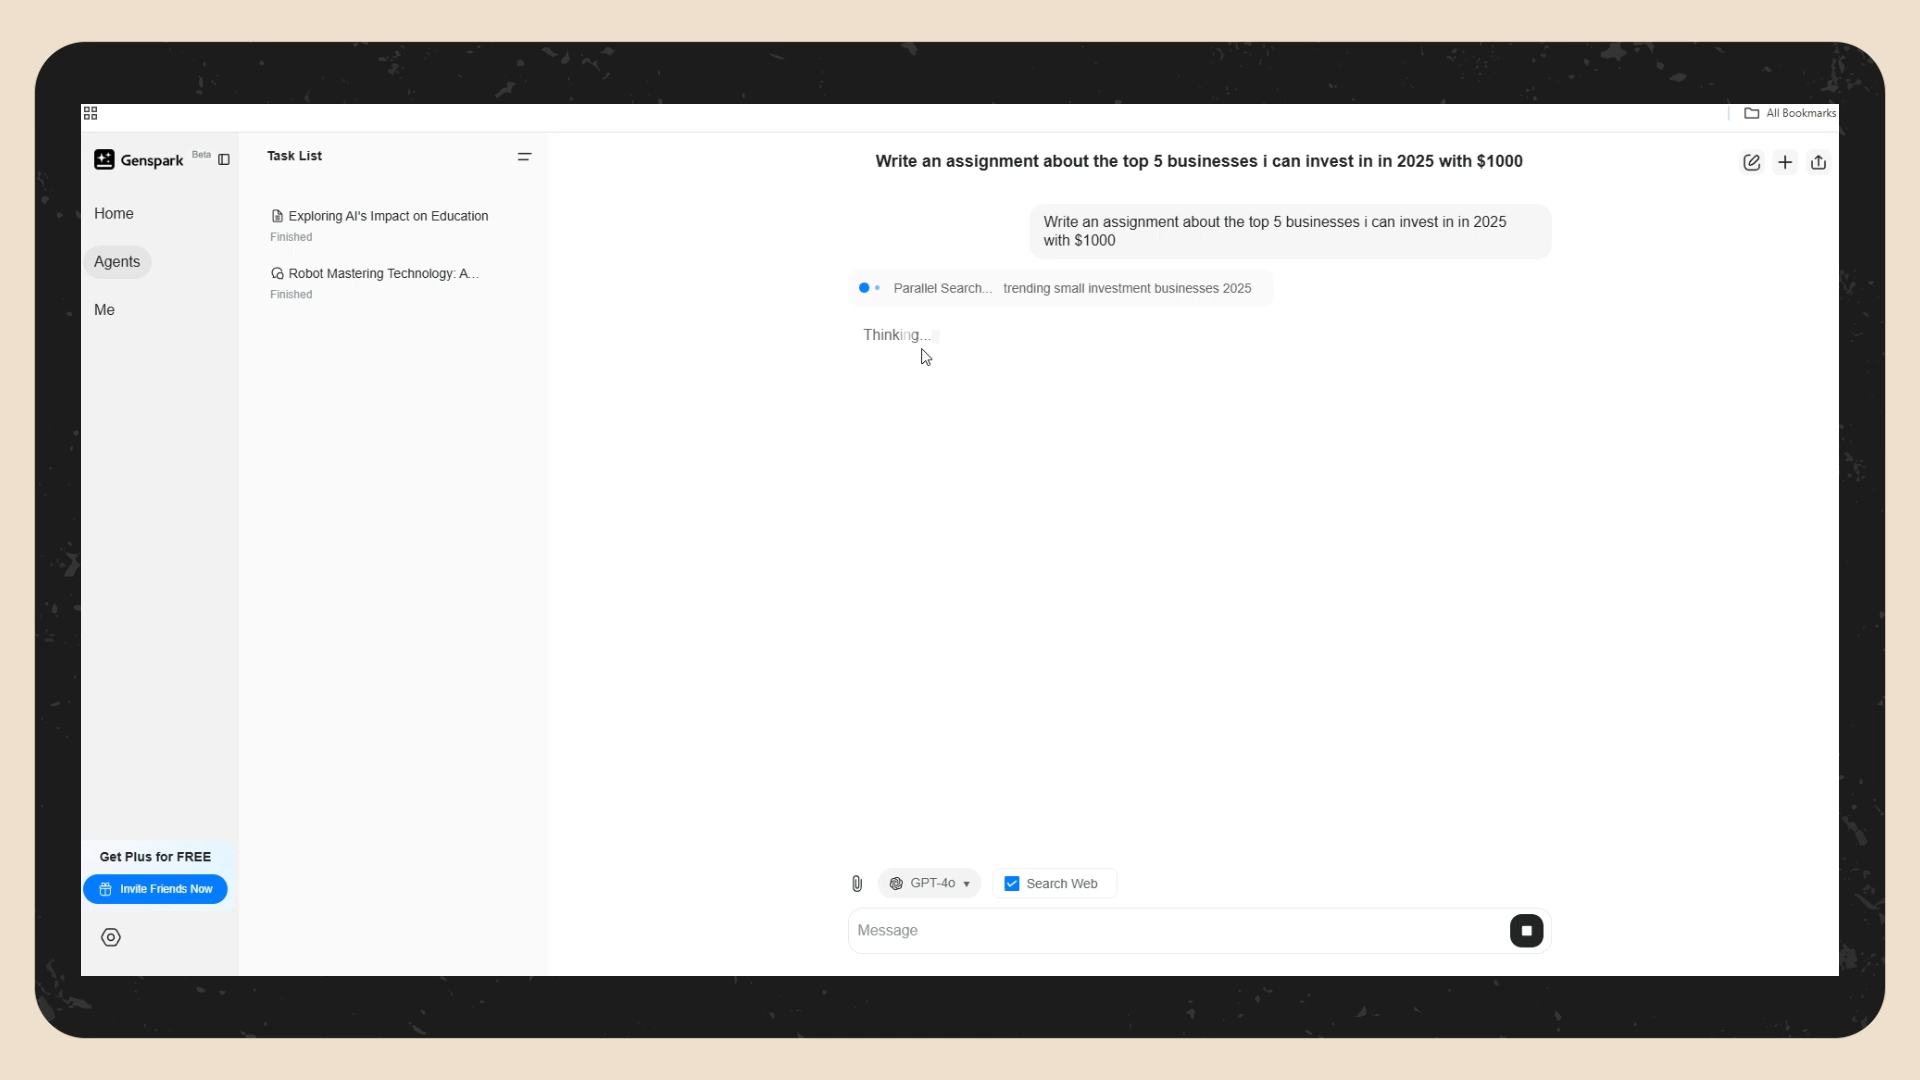 All Bookmarks
Genspark Beta
Home
Agents
Me
Get Plus for FREE
Invite Friends Now
Task List
Exploring AI's Impact on Education
Finished
Robot Mastering Technology: A...
Finished
Write an assignment about the top 5 businesses i can invest in in 2025 with $1000
Write an assignment about the top 5 businesses i can invest in in 2025
with $1000
Parallel Search... trending small investment businesses 2025
Thinking...
GPT-4o
Search Web
Message